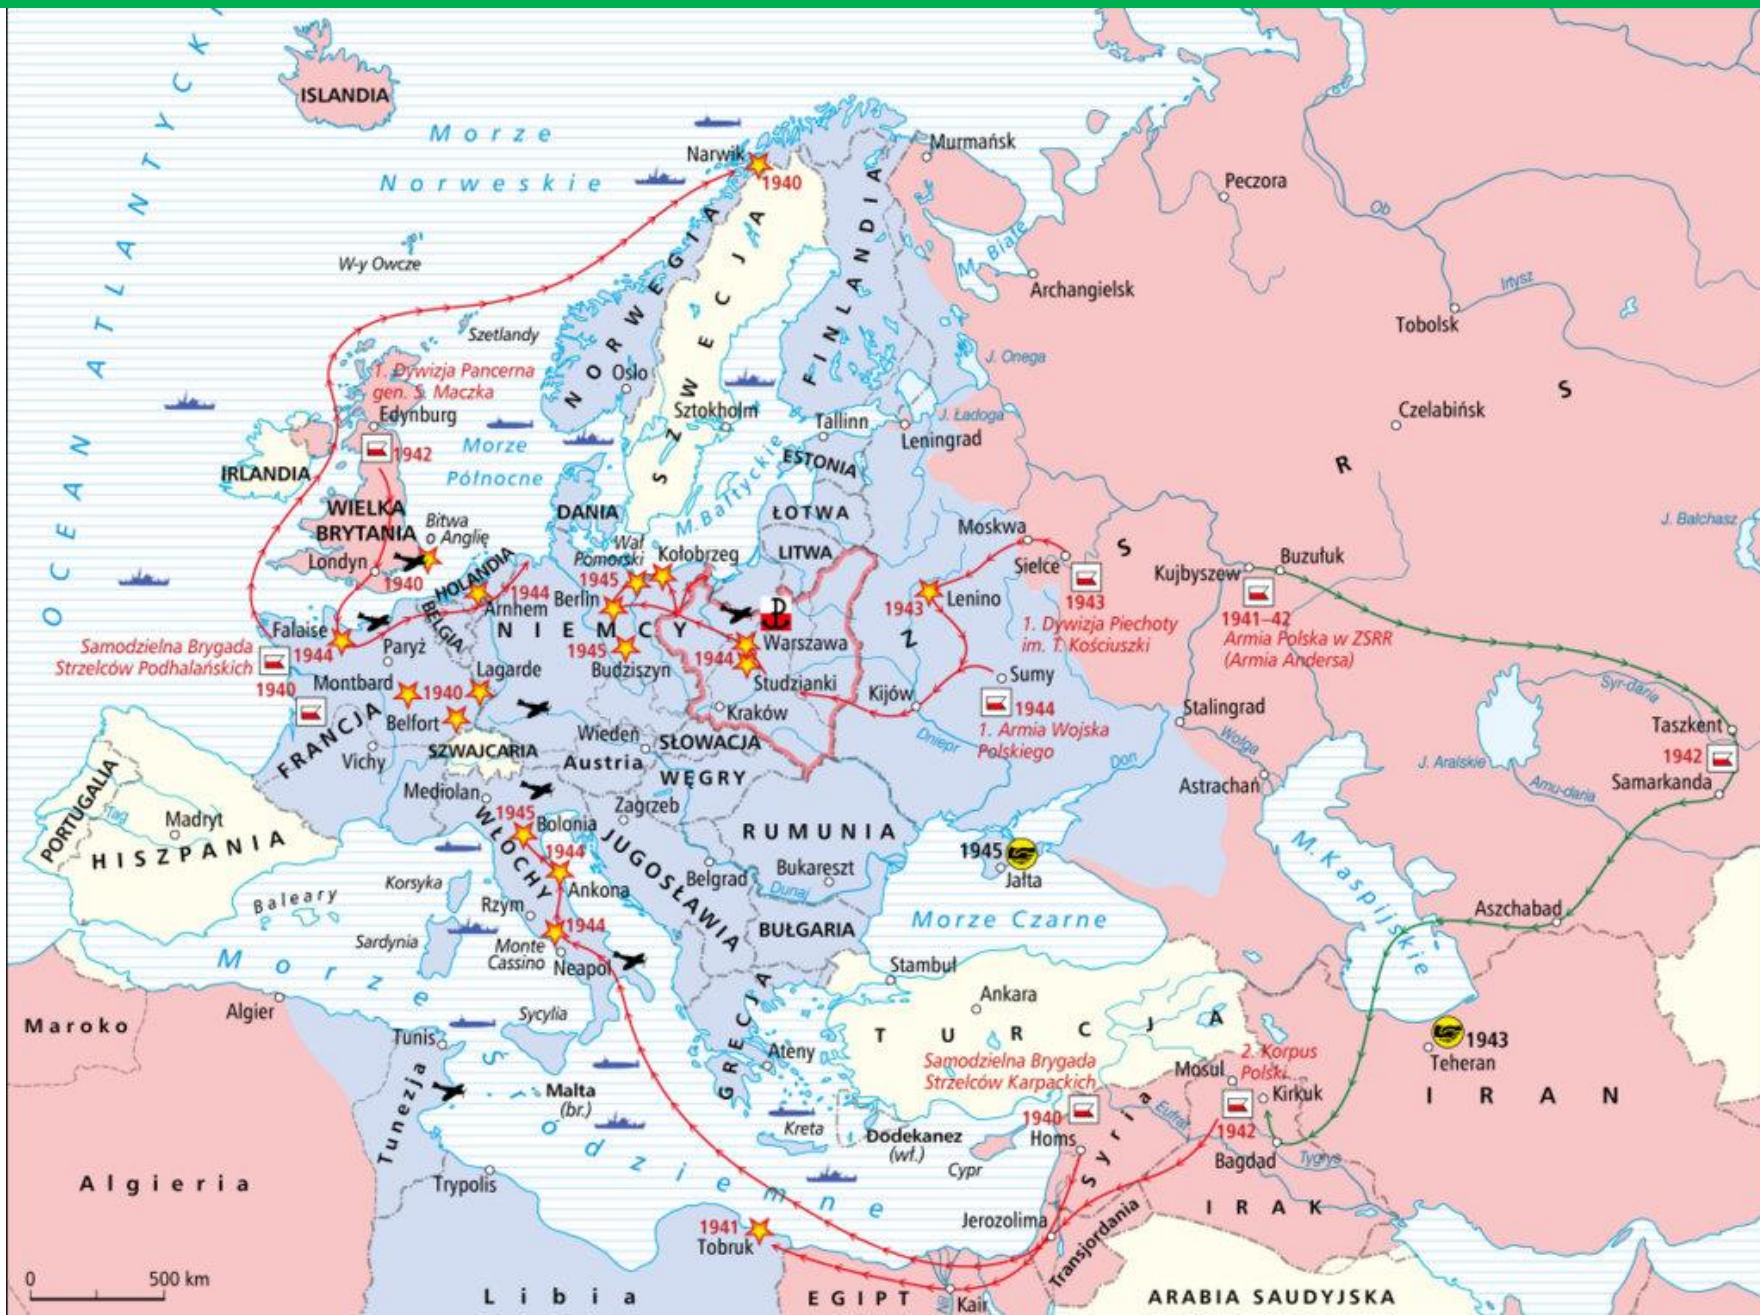 OCEAN ATLANTYCK
ISLANDIA
Morze
Norweskie
Narwik
1940
Murmańsk
Peczora
Ob
M. Białe
Archangielsk
Irtysz
Tobolsk
W-y Owcze
Szetlandy
NORWEGIA
SZWECJA
FINLANDIA
J. Onega
1. Dywizja Pancerna
gen. S. Maczka
Edynburg
1942
Oslo
Sztokholm
Tallinn
J. Ładoga
Leningrad
Czelabińsk
Z S R S
Morze
Północne
IRLANDIA
WIELKA
BRYTANIA
Bitwa
o Anglię
Londyn
1940
DANIA
M. Bałtyckie
ESTONIA
ŁOTWA
LITWA
Moskwa
Sielce
1943
1. Dywizja Piechoty
im. T. Kościuszki
J. Bałchasz
Kujbyszew
Buzułuk
1941–42
Armia Polska w ZSRR
(Armia Andersa)
HOLANDIA
1944
Arnhem
BELGIA
Wał
Pomorski
1945
Kołobrzeg
Berlin
NIEMCY
1945
Budziszyn
Warszawa
1944
Studzianki
Kraków
1943
Lenino
Sumy
1944
1. Armia Wojska
Polskiego
Kijów
Dniepr
Don
Stalingrad
Wołga
Astrachań
Falaise
1944
Samodzielna Brygada
Strzelców Podhalańskich
1940
Paryż
Montbard
1940
Lagarde
Belfort
FRANCJA
Vichy
SZWAJCARIA
Wiedeń
Austria
SŁOWACJA
WĘGRY
Syr-daria
Taszkent
1942
Samarkanda
J. Aralskie
Amu-daria
PORTUGALIA
Tag
Madryt
HISZPANIA
Mediolan
1945
Bolonia
WŁOCHY
1944
Ankona
Zagrzeb
JUGOSŁAWIA
Belgrad
RUMUNIA
Bukareszt
Dunaj
BUŁGARIA
1945
Jałta
Morze Czarne
M. Kaspijskie
Aszchabad
Baleary
Korsyka
Sardynia
Rzym
1944
Monte
Cassino
Neapol
Sycylia
Morze Śródziemne
GRECJA
Ateny
Stambuł
Ankara
TURCJA
1943
Teheran
IRAN
Maroko
Algier
Tunis
Tunezja
Malta
(br.)
Kreta
Dodekanez
(wł.)
Cypr
Samodzielna Brygada
Strzelców Karpackich
1940
Homs
Syria
Eufrat
Mosul
2. Korpus
Polski
Kirkuk
1942
Bagdad
Tygrys
IRAK
Algieria
Trypolis
1941
Tobruk
Jerozolima
Transjordania
0
500 km
Libia
EGIPT
Nil
Kair
ARABIA SAUDYJSKA